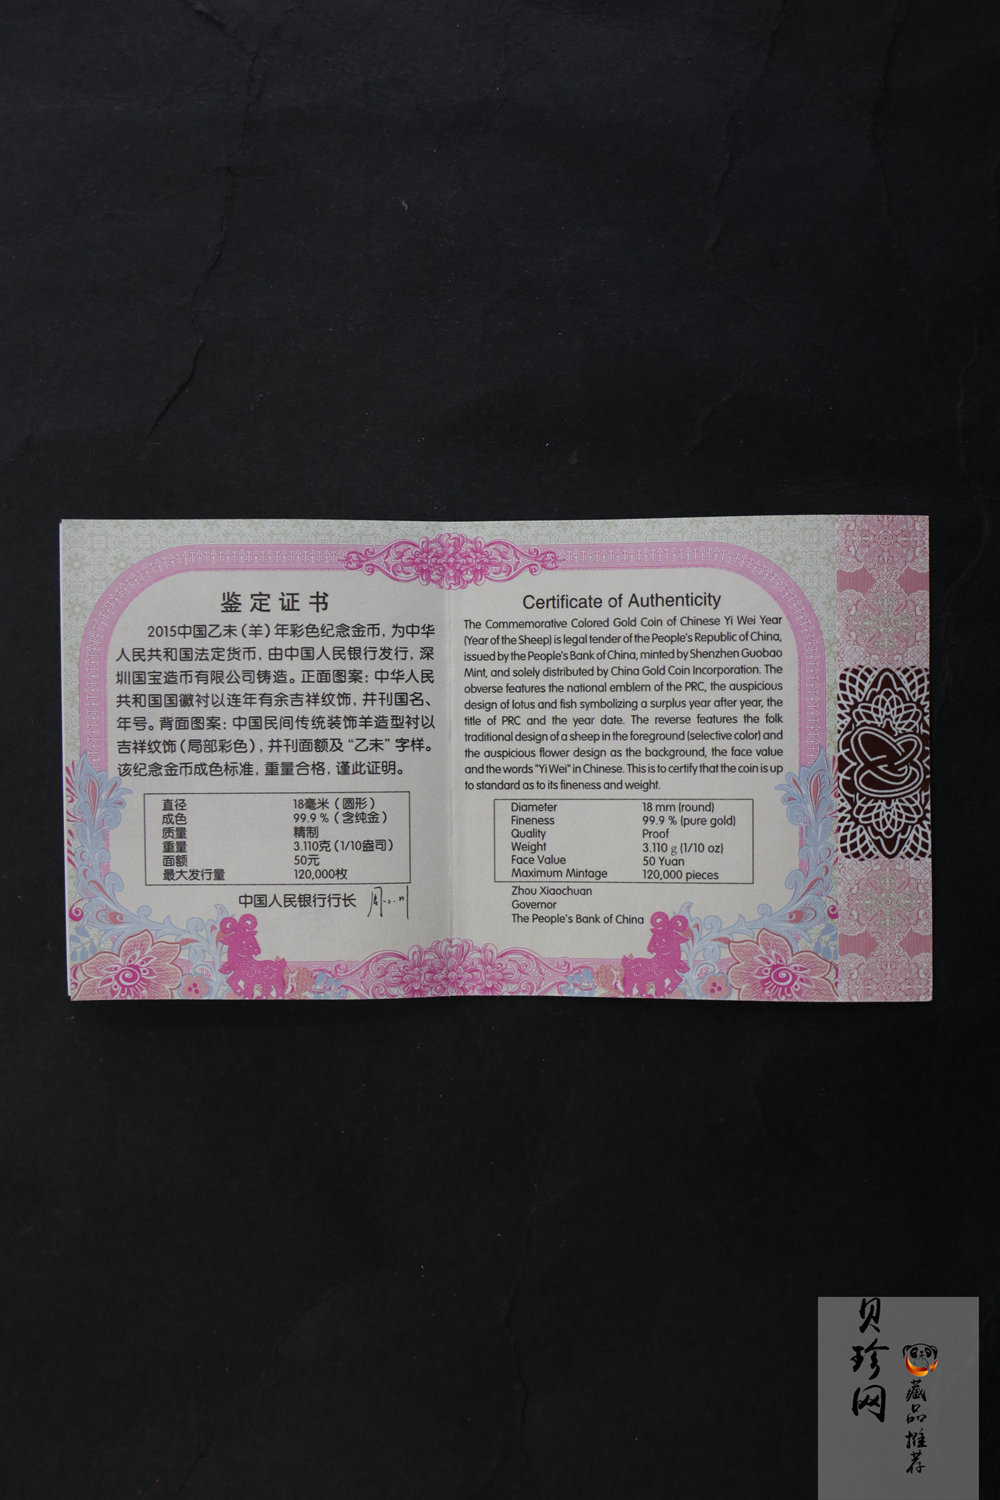 鉴定证书
2015中国乙未（羊）年彩色纪念金币，为中华
人民共和国法定货币，由中国人民银行发行，深
圳国宝造币有限公司铸造。正面图案：中华人民
共和国国徽衬以连年有余吉祥纹饰，并刊国名、
年号。背面图案：中国民间传统装饰羊造型衬以
吉祥纹饰（局部彩色），并刊面额及“乙未”字样。
该纪念金币成色标准，重量合格，谨此证明。
直径 18毫米（圆形）
成色 99.9％（含纯金）
质量 精制
重量 3.110克（1/10盎司）
面额 50元
最大发行量 120,000枚
中国人民银行行长
Certificate of Authenticity
The Commemorative Colored Gold Coin of Chinese Yi Wei Year
(Year of the Sheep) is legal tender of the People's Republic of China,
issued by the People's Bank of China, minted by Shenzhen Guobao
Mint, and solely distributed by China Gold Coin Incorporation. The
obverse features the national emblem of the PRC, the auspicious
design of lotus and fish symbolizing a surplus year after year, the
title of PRC and the year date. The reverse features the folk
traditional design of a sheep in the foreground (selective color) and
the auspicious flower design as the background, the face value
and the words "Yi Wei" in Chinese. This is to certify that the coin is up
to standard as to its fineness and weight.
Diameter 18 mm (round)
Fineness 99.9 % (pure gold)
Quality Proof
Weight 3.110 g (1/10 oz)
Face Value 50 Yuan
Maximum Mintage 120,000 pieces
Zhou Xiaochuan
Governor
The People's Bank of China
贝珍网
藏品推荐